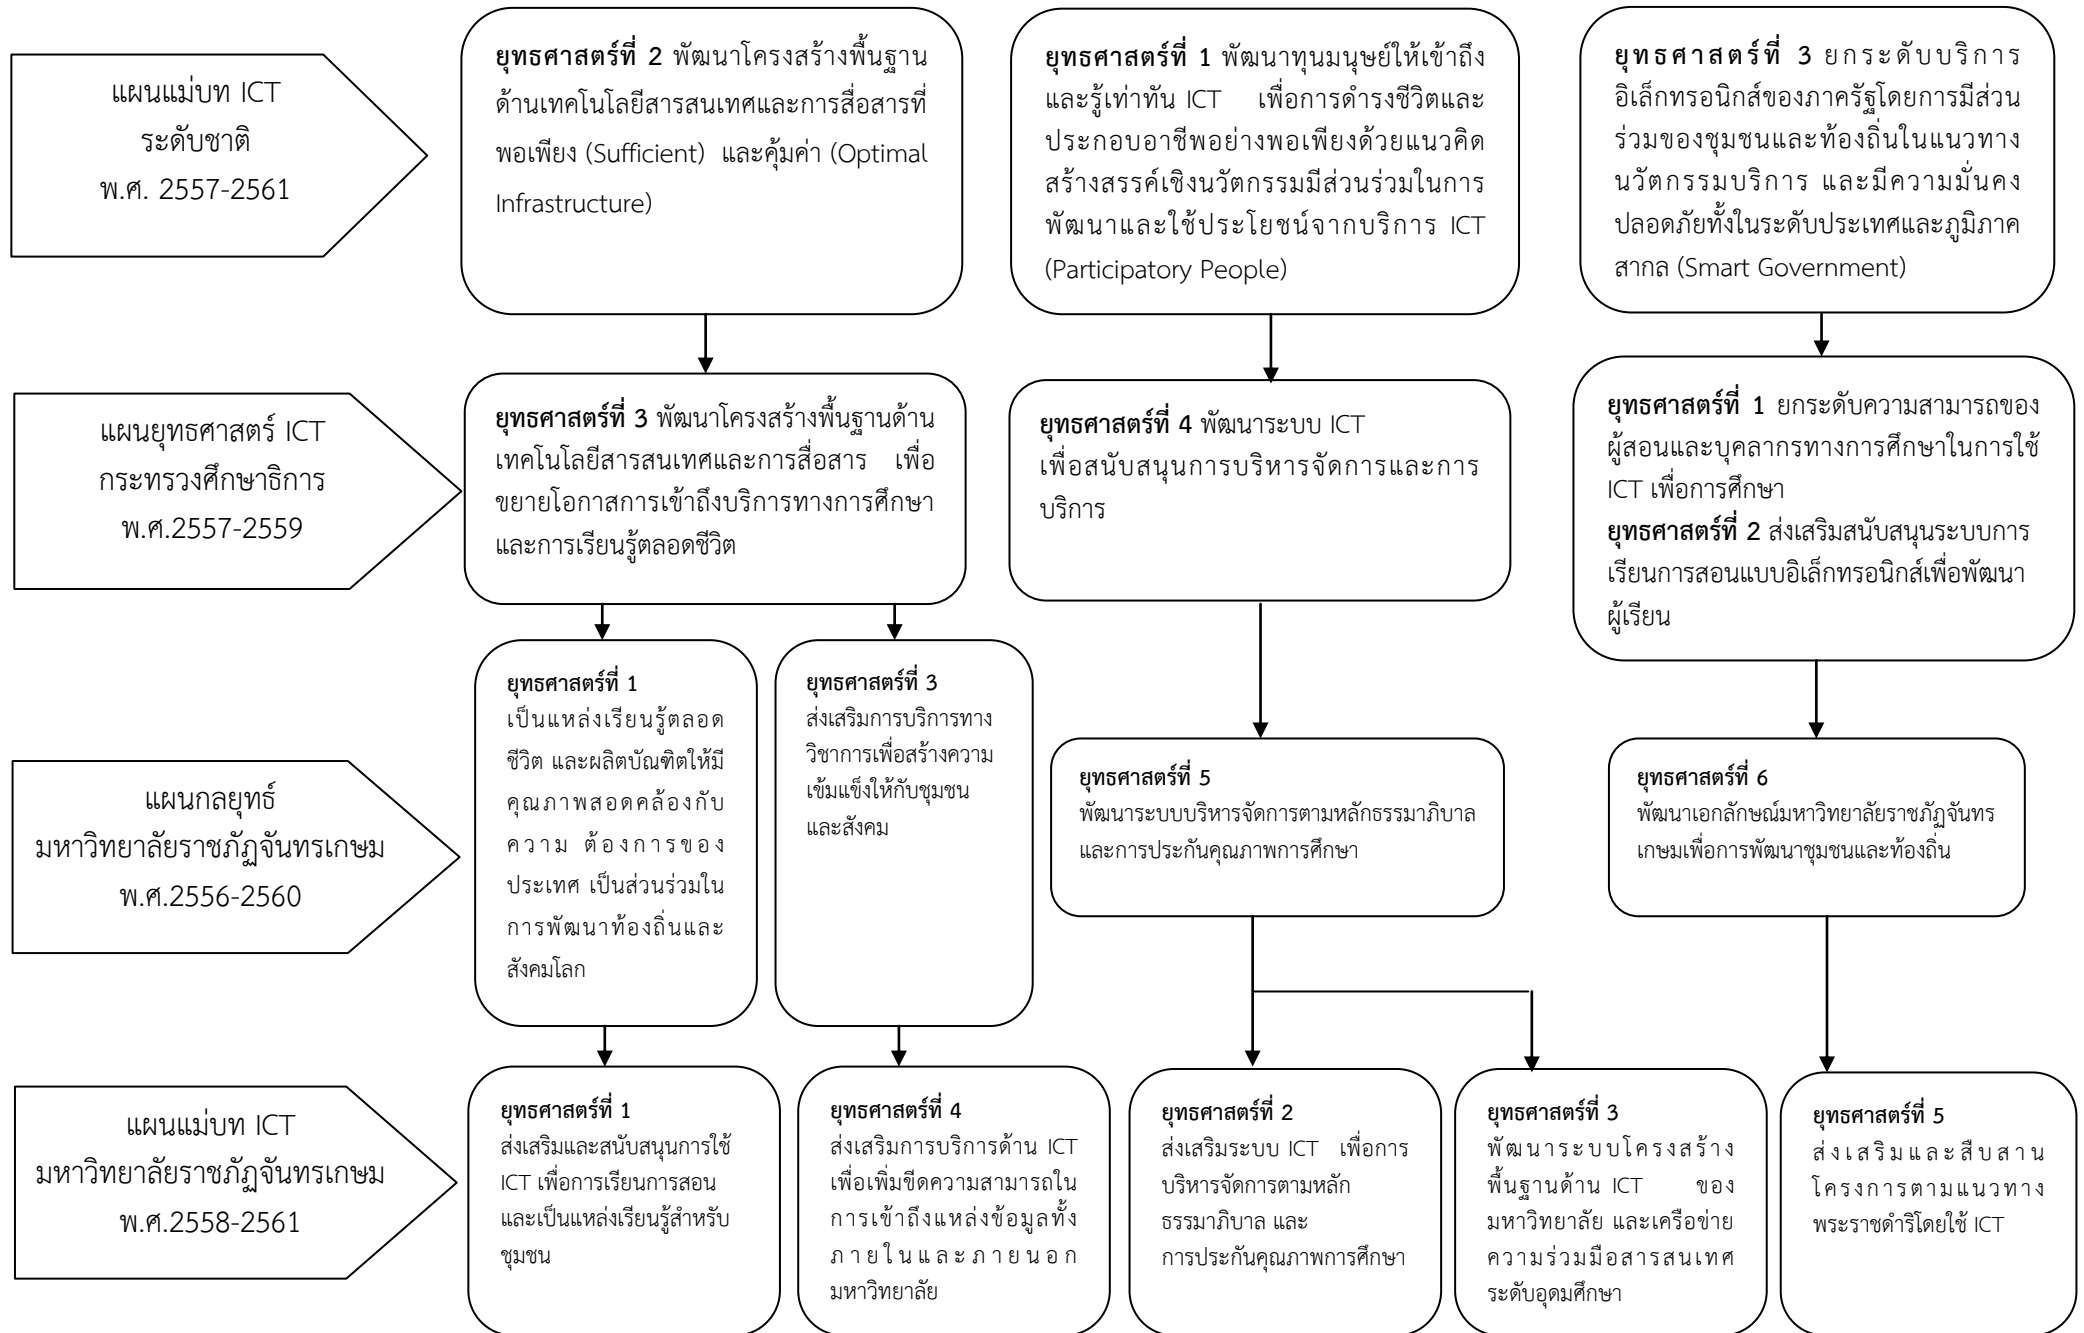 แผนแม่บท ICT
ระดับชาติ
พ.ศ. 2557-2561
ยุทธศาสตร์ที่ 2 พัฒนาโครงสร้างพื้นฐาน
ด้านเทคโนโลยีสารสนเทศและการสื่อสารที่
พอเพียง (Sufficient) และคุ้มค่า (Optimal
Infrastructure)
ยุทธศาสตร์ที่ 1 พัฒนาทุนมนุษย์ให้เข้าถึง
และรู้เท่าทัน ICT เพื่อการดำรงชีวิตและ
ประกอบอาชีพอย่างพอเพียงด้วยแนวคิด
สร้างสรรค์เชิงนวัตกรรมมีส่วนร่วมในการ
พัฒนาและใช้ประโยชน์จากบริการ ICT
(Participatory People)
ยุทธศาสตร์ที่ 3 ยกระดับบริการ
อิเล็กทรอนิกส์ของภาครัฐโดยการมีส่วน
ร่วมของชุมชนและท้องถิ่นในแนวทาง
นวัตกรรมบริการ และมีความมั่นคง
ปลอดภัยทั้งในระดับประเทศและภูมิภาค
สากล (Smart Government)
แผนยุทธศาสตร์ ICT
กระทรวงศึกษาธิการ
พ.ศ.2557-2559
ยุทธศาสตร์ที่ 3 พัฒนาโครงสร้างพื้นฐานด้าน
เทคโนโลยีสารสนเทศและการสื่อสาร เพื่อ
ขยายโอกาสการเข้าถึงบริการทางการศึกษา
และการเรียนรู้ตลอดชีวิต
ยุทธศาสตร์ที่ 4 พัฒนาระบบ ICT
เพื่อสนับสนุนการบริหารจัดการและการ
บริการ
ยุทธศาสตร์ที่ 1 ยกระดับความสามารถของ
ผู้สอนและบุคลากรทางการศึกษาในการใช้
ICT เพื่อการศึกษา
ยุทธศาสตร์ที่ 2 ส่งเสริมสนับสนุนระบบการ
เรียนการสอนแบบอิเล็กทรอนิกส์เพื่อพัฒนา
ผู้เรียน
แผนกลยุทธ์
มหาวิทยาลัยราชภัฏจันทรเกษม
พ.ศ.2556-2560
ยุทธศาสตร์ที่ 1
เป็นแหล่งเรียนรู้ตลอด
ชีวิต และผลิตบัณฑิตให้มี
คุณภาพสอดคล้องกับ
ความ ต้องการของ
ประเทศ เป็นส่วนร่วมใน
การพัฒนาท้องถิ่นและ
สังคมโลก
ยุทธศาสตร์ที่ 3
ส่งเสริมการบริการทาง
วิชาการเพื่อสร้างความ
เข้มแข็งให้กับชุมชน
และสังคม
ยุทธศาสตร์ที่ 5
พัฒนาระบบบริหารจัดการตามหลักธรรมาภิบาล
และการประกันคุณภาพการศึกษา
ยุทธศาสตร์ที่ 6
พัฒนาเอกลักษณ์มหาวิทยาลัยราชภัฏจันทร
เกษมเพื่อการพัฒนาชุมชนและท้องถิ่น
แผนแม่บท ICT
มหาวิทยาลัยราชภัฏจันทรเกษม
พ.ศ.2558-2561
ยุทธศาสตร์ที่ 1
ส่งเสริมและสนับสนุนการใช้
ICT เพื่อการเรียนการสอน
และเป็นแหล่งเรียนรู้สำหรับ
ชุมชน
ยุทธศาสตร์ที่ 4
ส่งเสริมการบริการด้าน ICT
เพื่อเพิ่มขีดความสามารถใน
การเข้าถึงแหล่งข้อมูลทั้ง
ภายในและภายนอก
มหาวิทยาลัย
ยุทธศาสตร์ที่ 2
ส่งเสริมระบบ ICT เพื่อการ
บริหารจัดการตามหลัก
ธรรมาภิบาล และ
การประกันคุณภาพการศึกษา
ยุทธศาสตร์ที่ 3
พัฒนาระบบโครงสร้าง
พื้นฐานด้าน ICT ของ
มหาวิทยาลัย และเครือข่าย
ความร่วมมือสารสนเทศ
ระดับอุดมศึกษา
ยุทธศาสตร์ที่ 5
ส่งเสริมและสืบสาน
โครงการตามแนวทาง
พระราชดำริโดยใช้ ICT